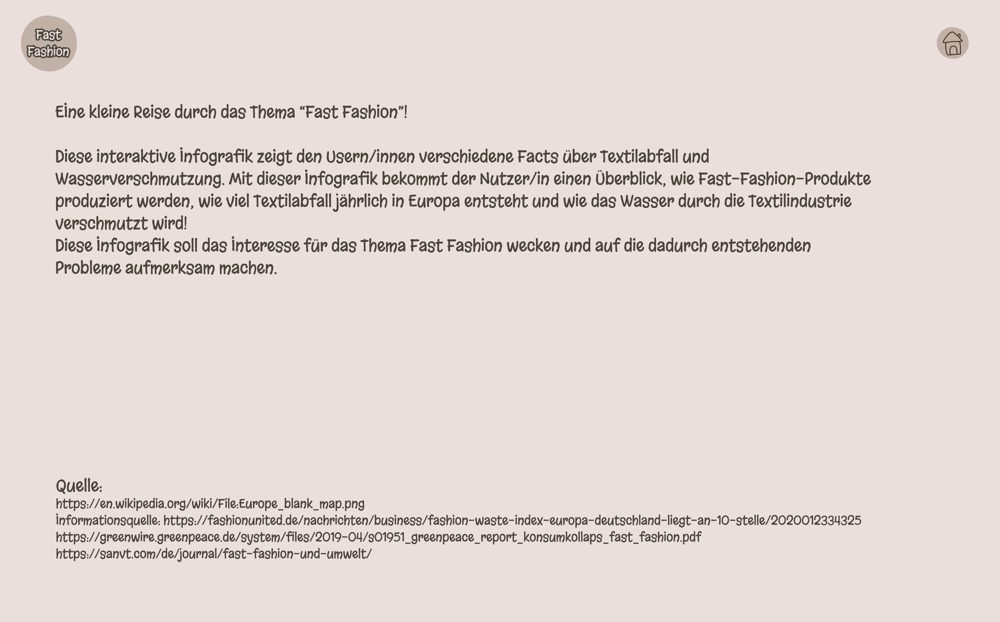 Fast
Fashion
Eine kleine Reise durch das Thema “Fast Fashion”!
Diese interaktive Infografik zeigt den Usern/innen verschiedene Facts über Textilabfall und
Wasserverschmutzung. Mit dieser Infografik bekommt der Nutzer/in einen Überblick, wie Fast-Fashion-Produkte
produziert werden, wie viel Textilabfall jährlich in Europa entsteht und wie das Wasser durch die Textilindustrie
verschmutzt wird!
Diese Infografik soll das Interesse für das Thema Fast Fashion wecken und auf die dadurch entstehenden
Probleme aufmerksam machen.
Quelle:
https://en.wikipedia.org/wiki/File:Europe_blank_map.png
Informationsquelle: https://fashionunited.de/nachrichten/business/fashion-waste-index-europa-deutschland-liegt-an-10-stelle/2020012334325
https://greenwire.greenpeace.de/system/files/2019-04/s01951_greenpeace_report_konsumkollaps_fast_fashion.pdf
https://sanvt.com/de/journal/fast-fashion-und-umwelt/